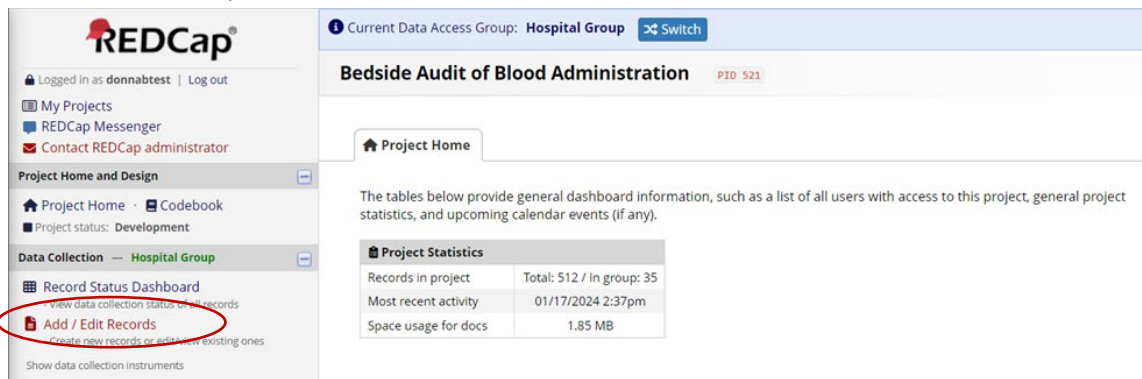 REDCap®
Logged in as donnabtest | Log out
My Projects
REDCap Messenger
Contact REDCap administrator
Project Home and Design
Project Home · Codebook
Project status: Development
Data Collection — Hospital Group
Record Status Dashboard
- View data collection status of all records
Add / Edit Records
- Create new records or edit/view existing ones
Show data collection instruments
Current Data Access Group: Hospital Group Switch
Bedside Audit of Blood Administration PID 521
Project Home
The tables below provide general dashboard information, such as a list of all users with access to this project, general project
statistics, and upcoming calendar events (if any).
Project Statistics
Records in project Total: 512 / In group: 35
Most recent activity 01/17/2024 2:37pm
Space usage for docs 1.85 MB